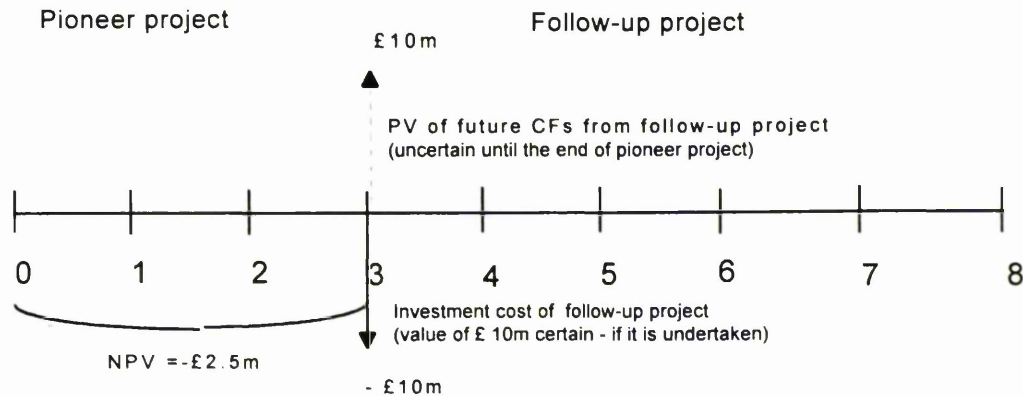 Pioneer project
Follow-up project
£10m
PV of future CFs from follow-up project
(uncertain until the end of pioneer project)
0 1 2 3 4 5 6 7 8
Investment cost of follow-up project
(value of £ 10m certain - if it is undertaken)
NPV =-£2.5m
- £10m